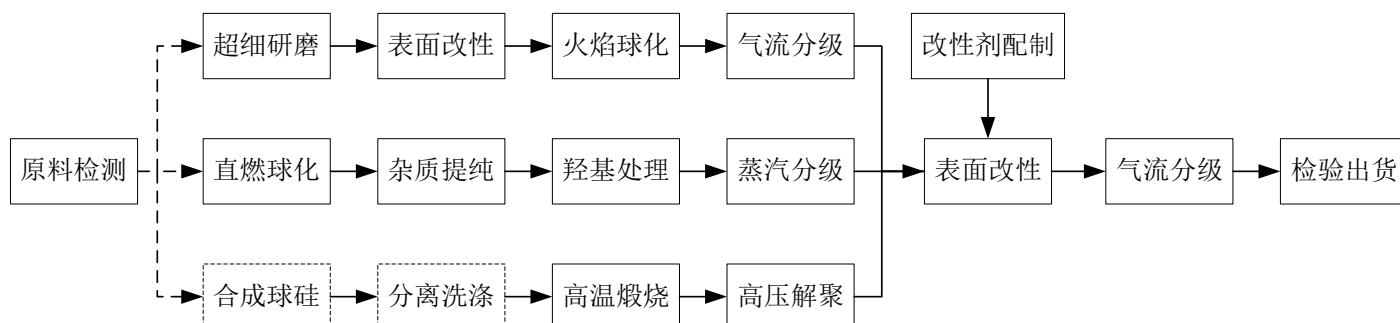 超细研磨
表面改性
火焰球化
气流分级
改性剂配制
原料检测
直燃球化
杂质提纯
羟基处理
蒸汽分级
表面改性
气流分级
检验出货
合成球硅
分离洗涤
高温煅烧
高压解聚